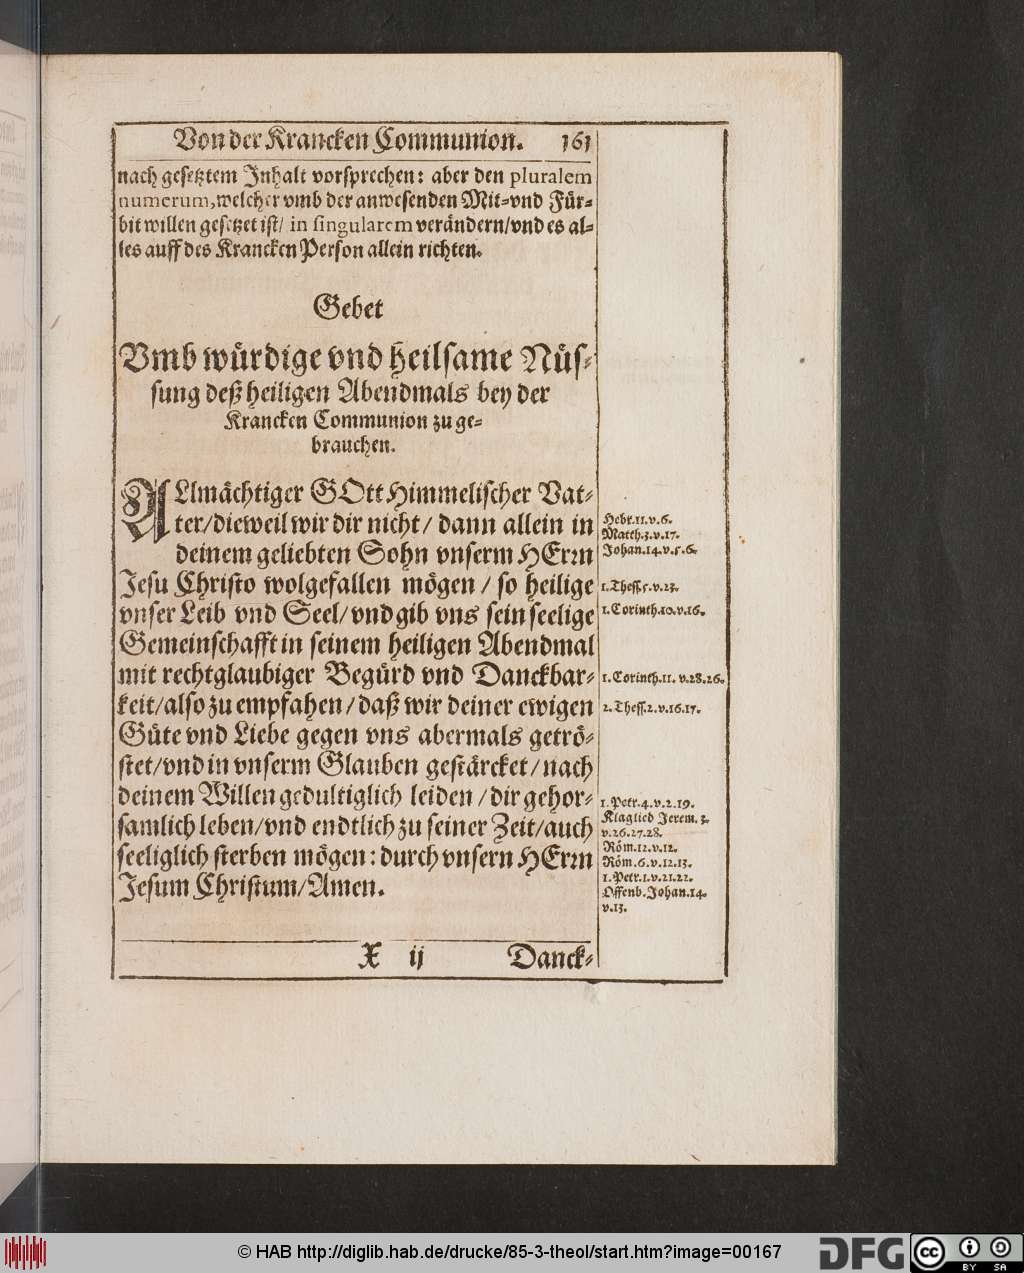 Von der Krancken Communion. 161
nach gesetztem Inhalt vorsprechen: aber den pluralem
numerum, welcher vmb der anwesenden Mit⸗vnd Für⸗
bit willen gesetzet ist/ in singularem verändern/vnd es al⸗
les auff des Krancken Person allein richten.
Gebet
Vmb würdige vnd heilsame Nüs⸗
sung deß heiligen Abendmals bey der
Krancken Communion zu ge⸗
brauchen.
ALlmächtiger GOtt Himmelischer Vat⸗
ter/dieweil wir dir nicht/ dann allein in
deinem geliebten Sohn vnserm HErrn
Jesu Christo wolgefallen mögen / so heilige
vnser Leib vnd Seel/vnd gib vns sein seelige
Gemeinschafft in seinem heiligen Abendmal
mit rechtglaubiger Begürd vnd Danckbar⸗
keit/also zu empfahen/daß wir deiner ewigen
Güte vnd Liebe gegen vns abermals getrö⸗
stet/vnd in vnserm Glauben gestärcket/nach
deinem Willen gedultiglich leiden /dir gehor⸗
samlich leben/vnd endtlich zu seiner Zeit/auch
seeliglich sterben mögen: durch vnsern HErrn
Jesum Christum/Amen.
Hebr.11.v.6.
Matth.3.v.17.
Johan.14.v.5.6.
1.Thess.5.v.23.
1.Corinth.10.v.16.
1.Corinth.11. v.28.26.
2.Thess.2.v.16.17.
1.Petr.4.v.2.19.
Klaglied Jerem.3.
v.26.27.28.
Röm.12.v.12.
Röm.6.v.12.13.
1.Petr.1.v.21.22.
Offenb.Johan.14.
v.13.
X ij Danck⸗
© HAB http://diglib.hab.de/drucke/85-3-theol/start.htm?image=00167
DFG
cc
BY SA